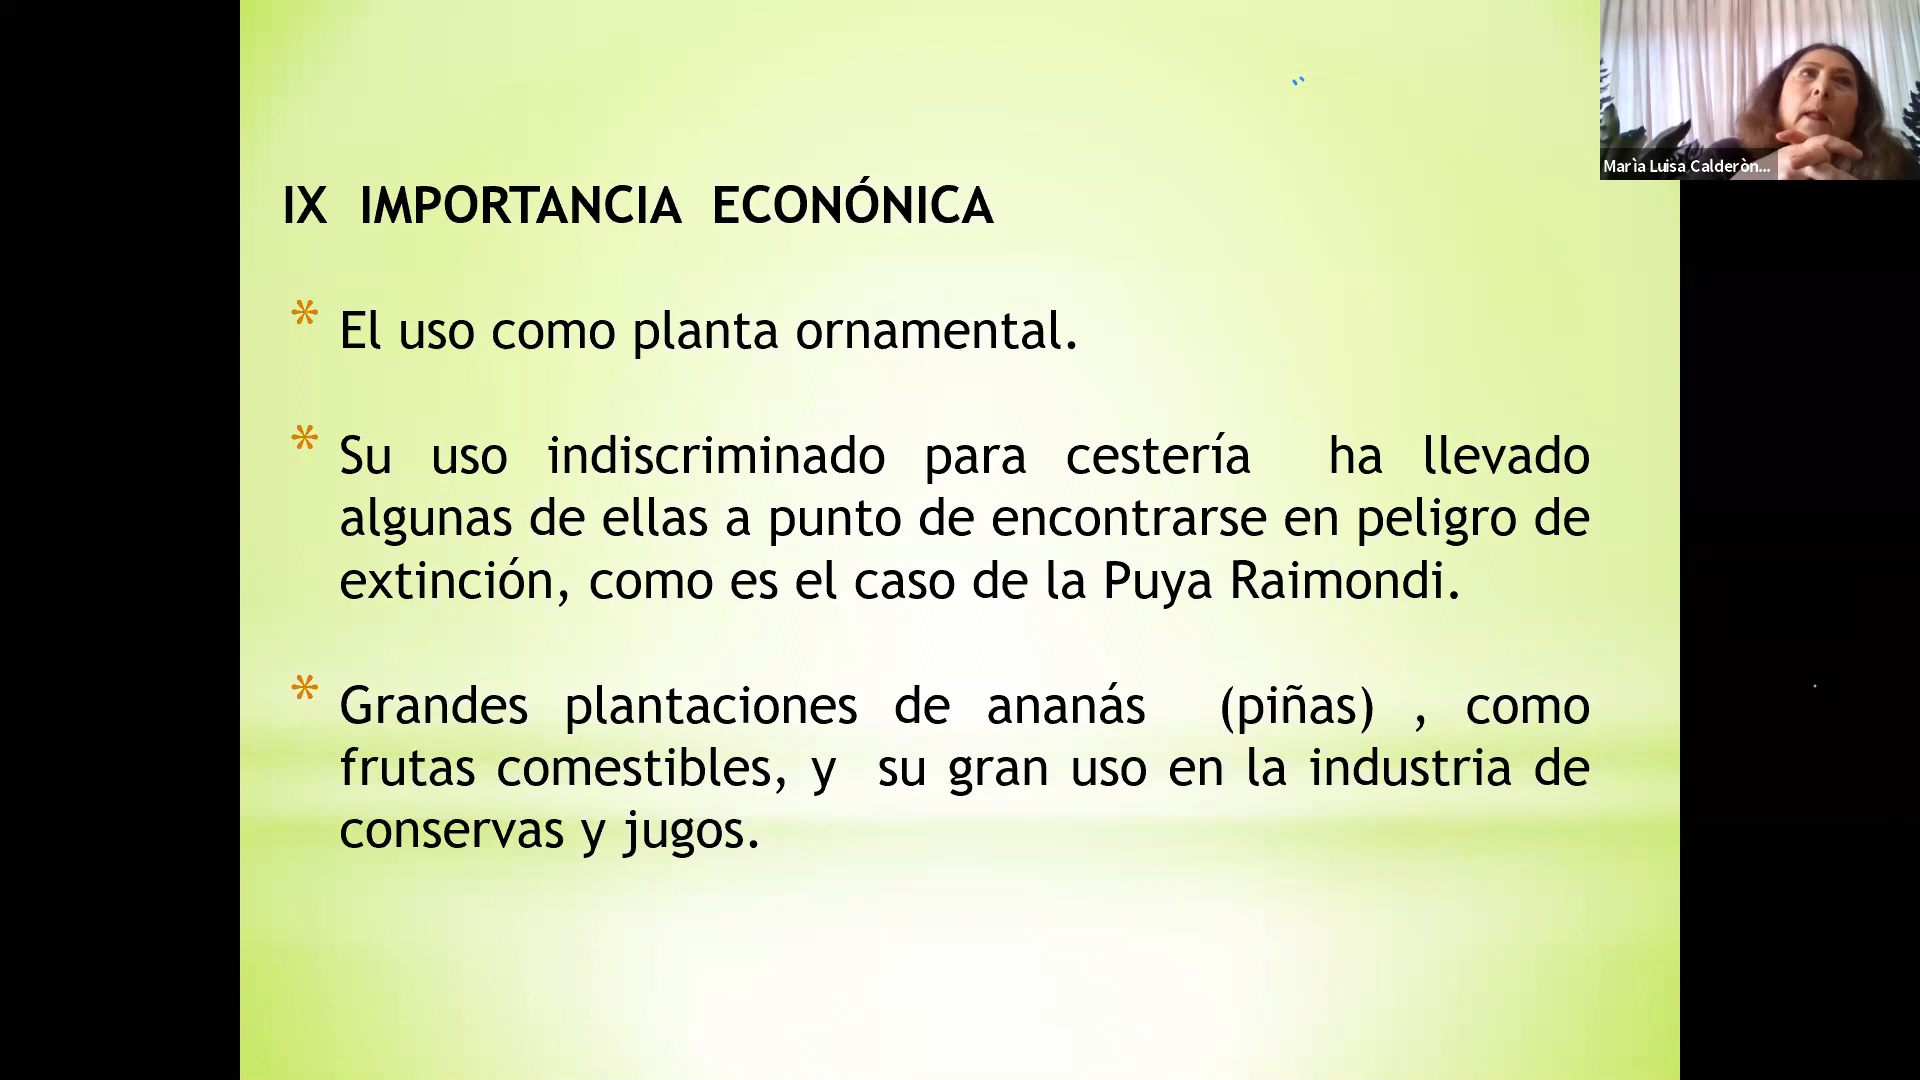 Marìa Luisa Calderòn...
IX IMPORTANCIA ECONÓNICA
* El uso como planta ornamental.
* Su uso indiscriminado para cestería ha llevado
algunas de ellas a punto de encontrarse en peligro de
extinción, como es el caso de la Puya Raimondi.
* Grandes plantaciones de ananás (piñas) , como
frutas comestibles, y su gran uso en la industria de
conservas y jugos.